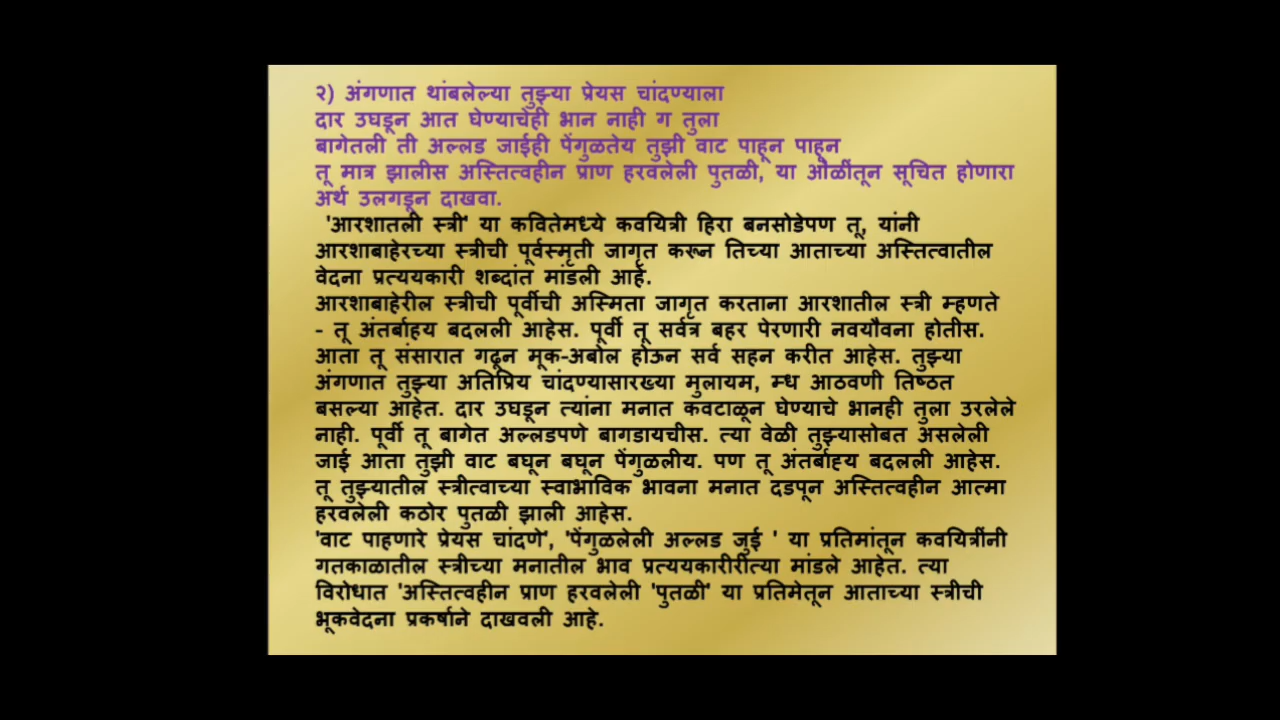 २) अंगणात थांबलेल्या तुझ्या प्रेयस चांदण्याला
दार उघडून आत घेण्याचेही भान नाही ग तुला
बागेतली ती अल्लड जाईही पेंगुळतेय तुझी वाट पाहून पाहून
तू मात्र झालीस अस्तित्वहीन प्राण हरवलेली पुतळी, या ओळींतून सूचित होणारा
अर्थ उलगडून दाखवा.
'आरशातली स्त्री' या कवितेमध्ये कवयित्री हिरा बनसोडेपण तू, यांनी
आरशाबाहेरच्या स्त्रीची पूर्वस्मृती जागृत करून तिच्या आताच्या अस्तित्वातील
वेदना प्रत्ययकारी शब्दांत मांडली आहे.
आरशाबाहेरील स्त्रीची पूर्वीची अस्मिता जागृत करताना आरशातील स्त्री म्हणते
- तू अंतर्बाहय बदलली आहेस. पूर्वी तू सर्वत्र बहर पेरणारी नवयौवना होतीस.
आता तू संसारात गढून मूक-अबोल होऊन सर्व सहन करीत आहेस. तुझ्या
अंगणात तुझ्या अतिप्रिय चांदण्यासारख्या मुलायम, म्ध आठवणी तिष्ठत
बसल्या आहेत. दार उघडून त्यांना मनात कवटाळून घेण्याचे भानही तुला उरलेले
नाही. पूर्वी तू बागेत अल्लडपणे बागडायचीस. त्या वेळी तुझ्यासोबत असलेली
जाई आता तुझी वाट बघून बघून पेंगुळलीय. पण तू अंतर्बाह्य बदलली आहेस.
तू तुझ्यातील स्त्रीत्वाच्या स्वाभाविक भावना मनात दडपून अस्तित्वहीन आत्मा
हरवलेली कठोर पुतळी झाली आहेस.
'वाट पाहणारे प्रेयस चांदणे', 'पेंगुळलेली अल्लड जुई ' या प्रतिमांतून कवयित्रींनी
गतकाळातील स्त्रीच्या मनातील भाव प्रत्ययकारीरीत्या मांडले आहेत. त्या
विरोधात 'अस्तित्वहीन प्राण हरवलेली 'पुतळी' या प्रतिमेतून आताच्या स्त्रीची
भूकवेदना प्रकर्षाने दाखवली आहे.